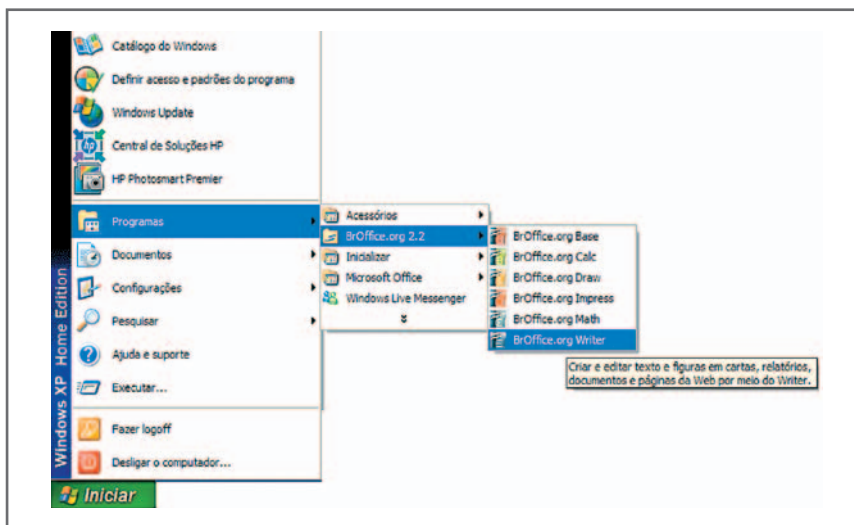 Catálogo do Windows
Definir acesso e padrões do programa
Windows Update
Central de Soluções HP
HP Photosmart Premier
Programas
Documentos
Configurações
Pesquisar
Ajuda e suporte
Executar...
Fazer logoff
Desligar o computador...
Windows XP Home Edition
Iniciar
Acessórios
BrOffice.org 2.2
Inicializar
Microsoft Office
Windows Live Messenger
BrOffice.org Base
BrOffice.org Calc
BrOffice.org Draw
BrOffice.org Impress
BrOffice.org Math
BrOffice.org Writer
Criar e editar texto e figuras em cartas, relatórios,
documentos e páginas da Web por meio do Writer.